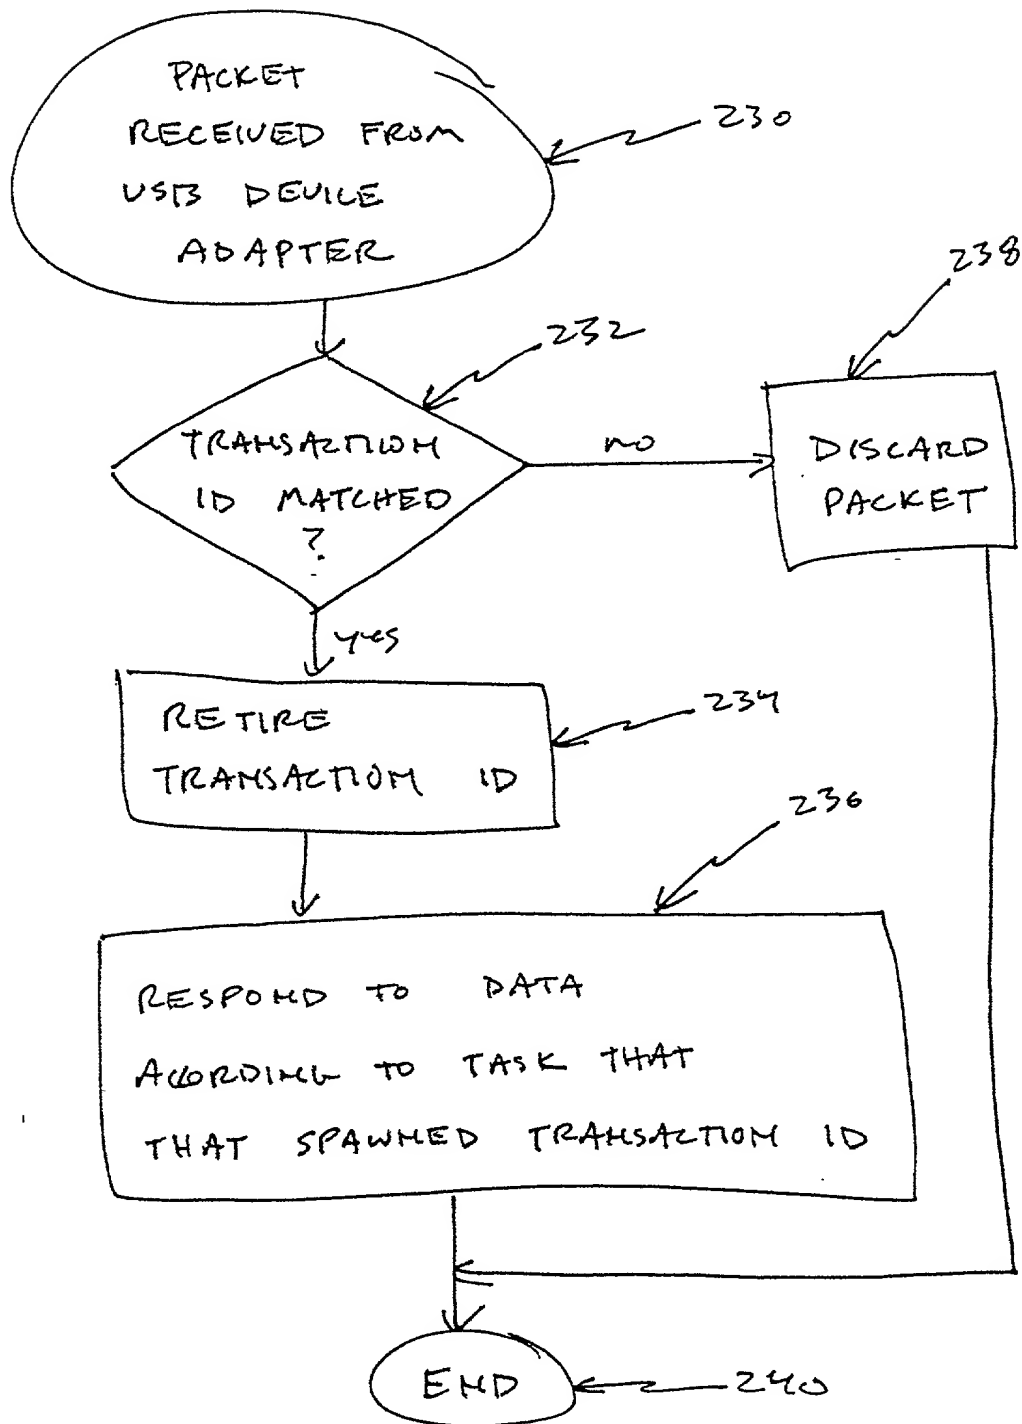 PACKET
RECEIVED FROM
USB DEVICE
ADAPTER
230
232
238
TRANSACTION
ID MATCHED
?
no
DISCARD
PACKET
yes
RETIRE
TRANSACTION ID
234
236
RESPOND TO DATA
ACCORDING TO TASK THAT
THAT SPAWNED TRANSACTION ID
END
240